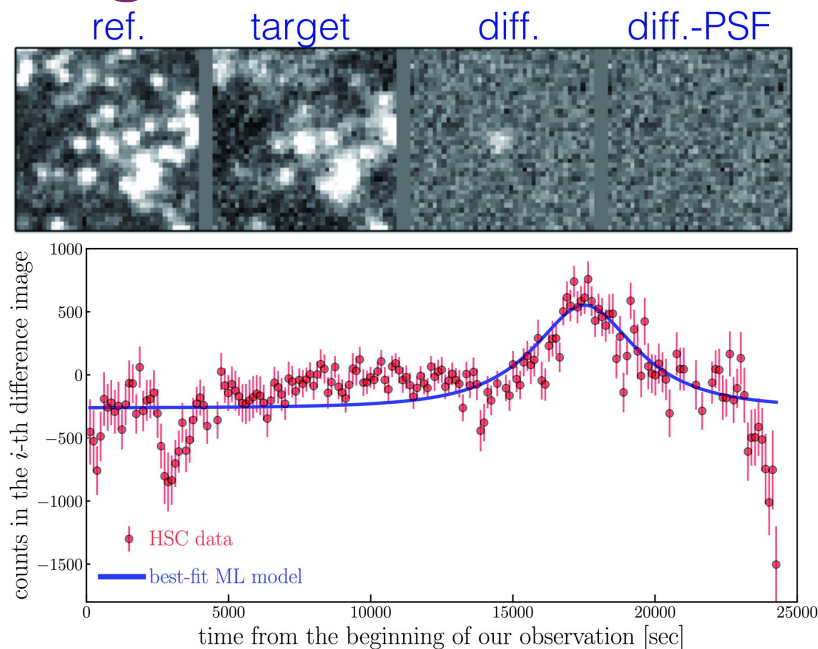 ref. target diff. diff.-PSF
1000
500
0
−500
−1000
−1500
counts in the i-th difference image
HSC data
best-fit ML model
0 5000 10000 15000 20000 25000
time from the beginning of our observation [sec]